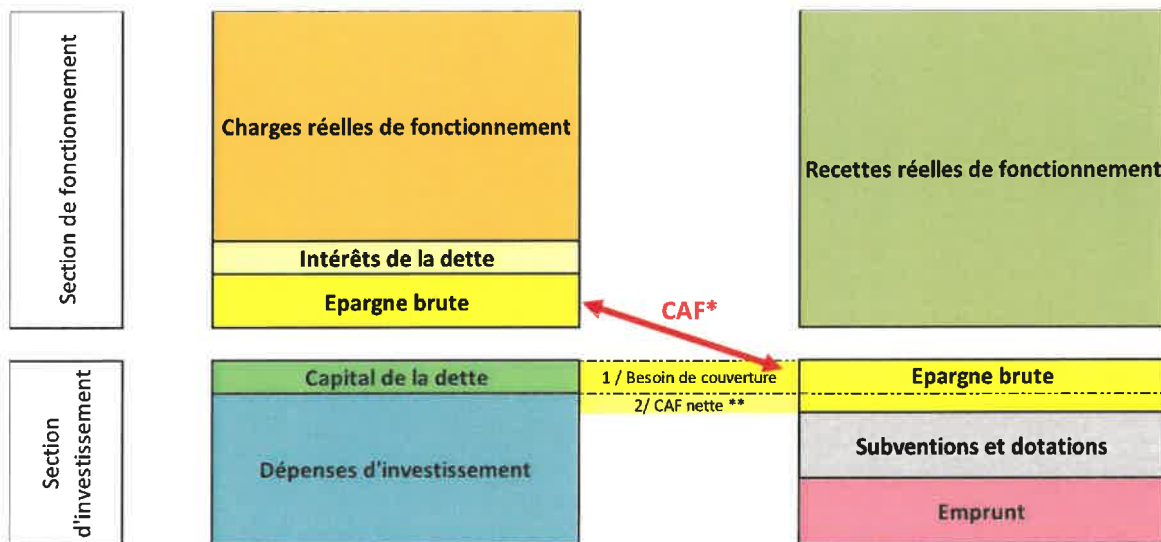 Section de fonctionnement
Charges réelles de fonctionnement
Intérêts de la dette
Epargne brute
CAF*
Recettes réelles de fonctionnement
Section
d'investissement
Capital de la dette
Dépenses d'investissement
1 / Besoin de couverture
2/ CAF nette **
Epargne brute
Subventions et dotations
Emprunt